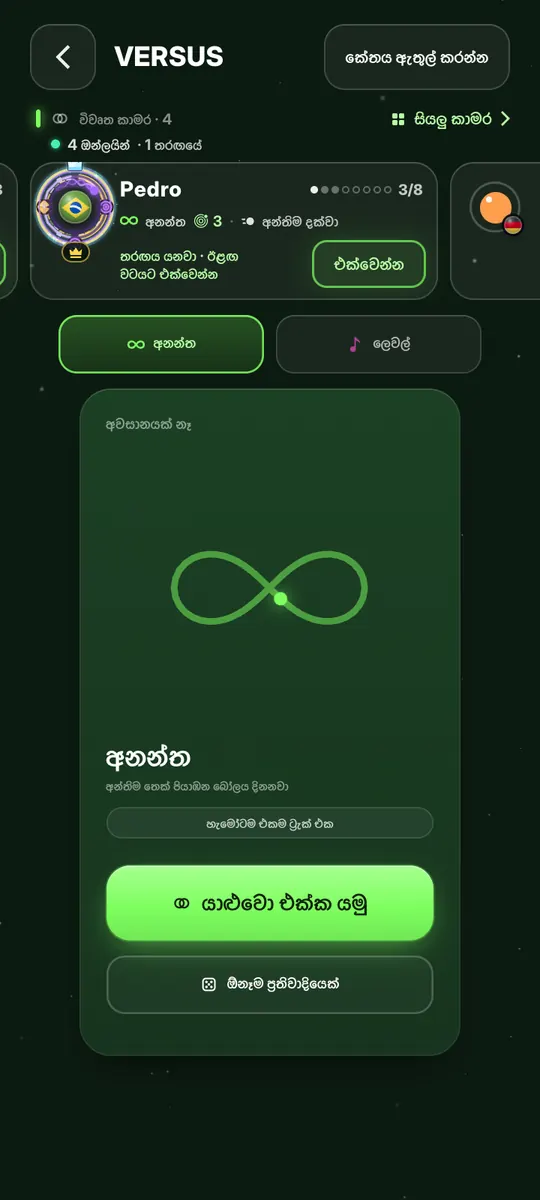 VERSUS
කේතය ඇතුල් කරන්න
විවෘත කාමර · 4
සියලු කාමර
4 ඔන්ලයින් · 1 තරඟයේ
Pedro
3/8
අනන්ත
3 ·
අන්තිම දක්වා
තරඟය යනවා · ඊළඟ
වටයට එක්වෙන්න
එක්වෙන්න
අනන්ත
ලෙවල්
අවසානයක් නෑ
අනන්ත
අන්තිම තෙක් පියාඹන බෝලය දිනනවා
හැමෝටම එකම ට්‍රැක් එක
යාළුවො එක්ක යමු
ඕනෑම ප්‍රතිවාදියෙක්